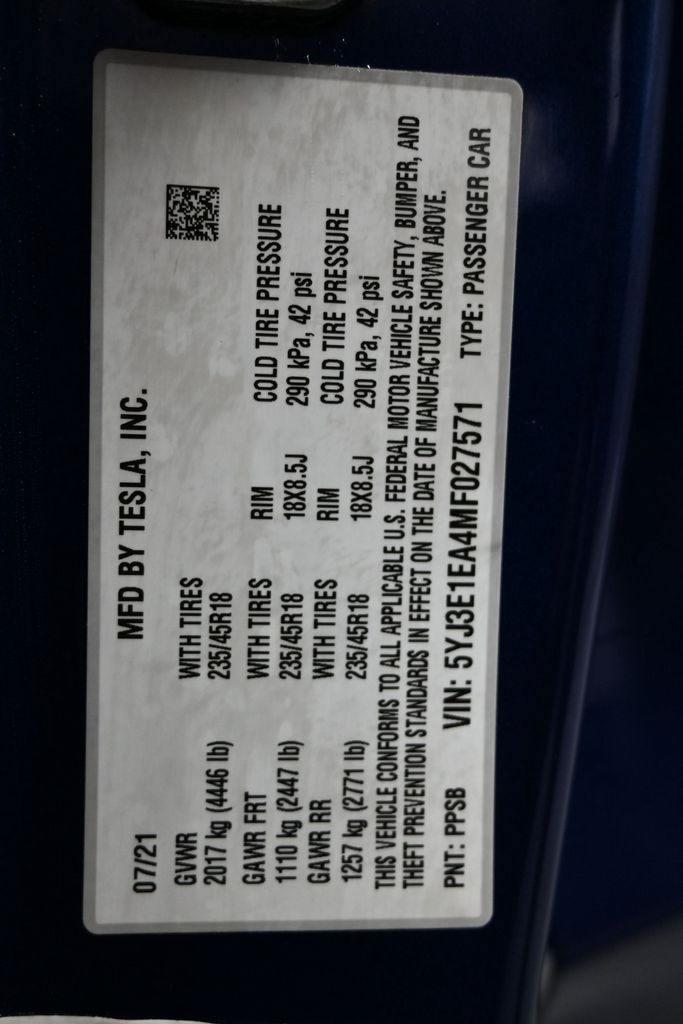 MFD BY TESLA, INC.
07/21
GVWR WITH TIRES
2017 kg (4446 lb) 235/45R18
GAWR FRT WITH TIRES RIM COLD TIRE PRESSURE
1110 kg (2447 lb) 235/45R18 18X8.5J 290 kPa, 42 psi
GAWR RR WITH TIRES RIM COLD TIRE PRESSURE
1257 kg (2771 lb) 235/45R18 18X8.5J 290 kPa, 42 psi
THIS VEHICLE CONFORMS TO ALL APPLICABLE U.S. FEDERAL MOTOR VEHICLE SAFETY, BUMPER, AND
THEFT PREVENTION STANDARDS IN EFFECT ON THE DATE OF MANUFACTURE SHOWN ABOVE.
PNT: PPSB VIN: 5YJ3E1EA4MF027571 TYPE: PASSENGER CAR